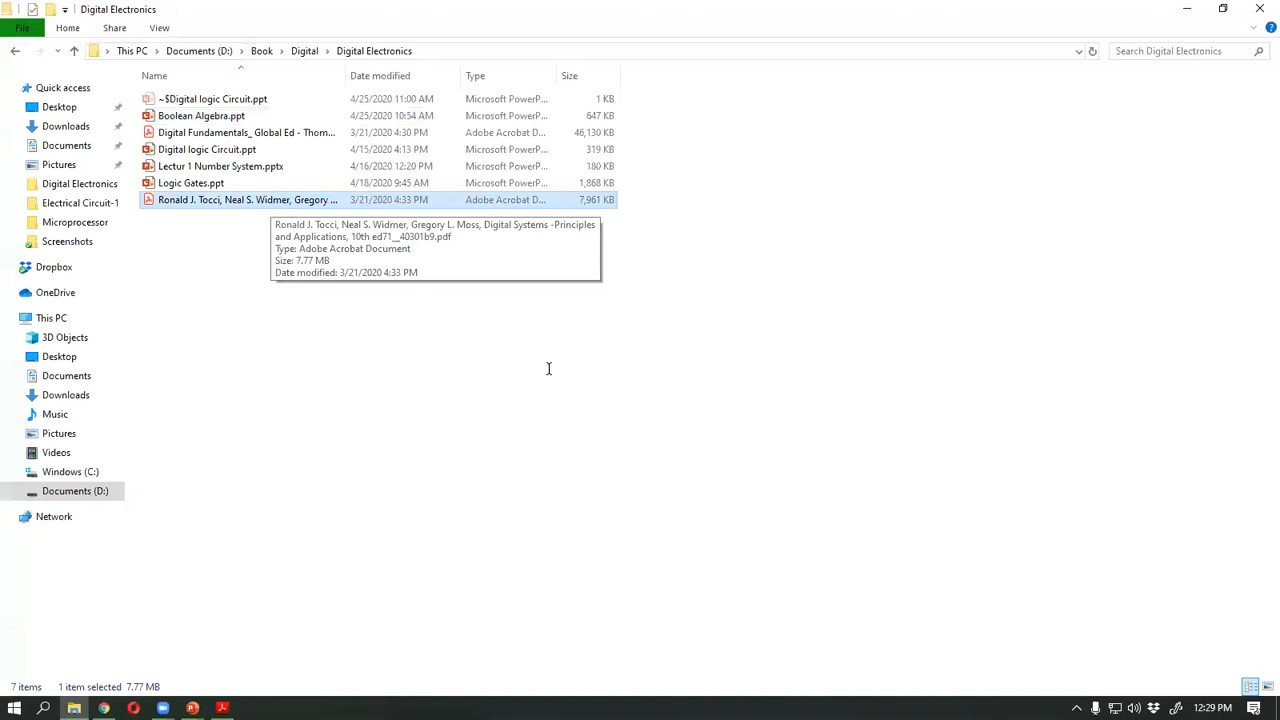 Digital Electronics
File Home Share View
This PC Documents (D:) Book Digital Digital Electronics Search Digital Electronics
Name Date modified Type Size
~$Digital logic Circuit.ppt 4/25/2020 11:00 AM Microsoft PowerP... 1 KB
Boolean Algebra.ppt 4/25/2020 10:54 AM Microsoft PowerP... 647 KB
Digital Fundamentals_ Global Ed - Thom... 3/21/2020 4:30 PM Adobe Acrobat D... 46,130 KB
Digital logic Circuit.ppt 4/15/2020 4:13 PM Microsoft PowerP... 319 KB
Lectur 1 Number System.pptx 4/16/2020 12:20 PM Microsoft PowerP... 180 KB
Logic Gates.ppt 4/18/2020 9:45 AM Microsoft PowerP... 1,868 KB
Ronald J. Tocci, Neal S. Widmer, Gregory ... 3/21/2020 4:33 PM Adobe Acrobat D... 7,961 KB
Ronald J. Tocci, Neal S. Widmer, Gregory L. Moss, Digital Systems -Principles
and Applications, 10th ed71__40301b9.pdf
Type: Adobe Acrobat Document
Size: 7.77 MB
Date modified: 3/21/2020 4:33 PM
Quick access
Desktop
Downloads
Documents
Pictures
Digital Electronics
Electrical Circuit-1
Microprocessor
Screenshots
Dropbox
OneDrive
This PC
3D Objects
Desktop
Documents
Downloads
Music
Pictures
Videos
Windows (C:)
Documents (D:)
Network
7 items 1 item selected 7.77 MB
12:29 PM